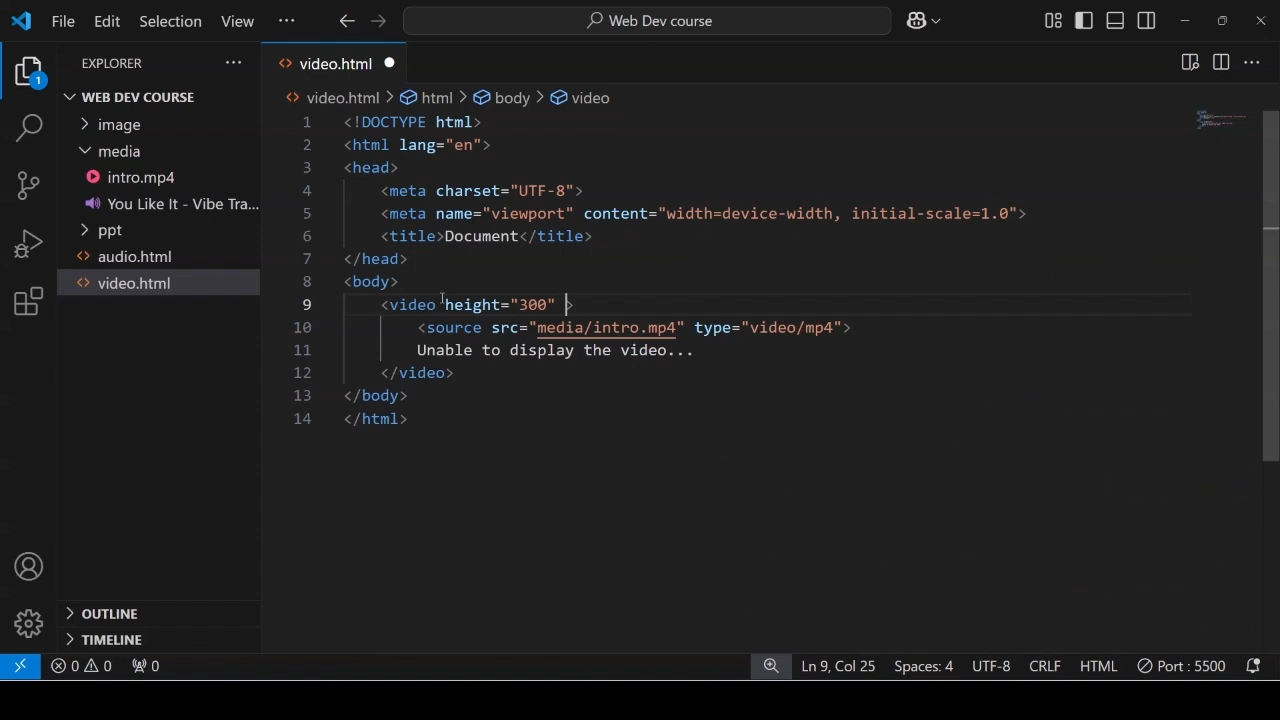 File Edit Selection View ··· Web Dev course
EXPLORER ···
1
WEB DEV COURSE
image
media
intro.mp4
You Like It - Vibe Tra...
ppt
audio.html
video.html
OUTLINE
TIMELINE
video.html
video.html > html > body > video
1 <!DOCTYPE html>
2 <html lang="en">
3 <head>
4 <meta charset="UTF-8">
5 <meta name="viewport" content="width=device-width, initial-scale=1.0">
6 <title>Document</title>
7 </head>
8 <body>
9 <video height="300" >
10 <source src="media/intro.mp4" type="video/mp4">
11 Unable to display the video...
12 </video>
13 </body>
14 </html>
0 0 0 Ln 9, Col 25 Spaces: 4 UTF-8 CRLF HTML Port : 5500